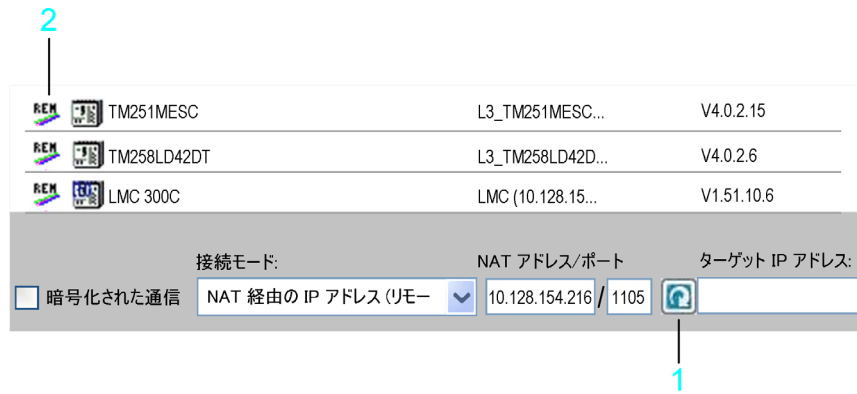 2
REM TM251MESC L3_TM251MESC... V4.0.2.15
REM TM258LD42DT L3_TM258LD42D... V4.0.2.6
REM LMC 300C LMC (10.128.15... V1.51.10.6
接続モード: NAT アドレス/ポート ターゲット IP アドレス:
暗号化された通信 NAT 経由の IP アドレス (リモー 10.128.154.216 / 1105
1